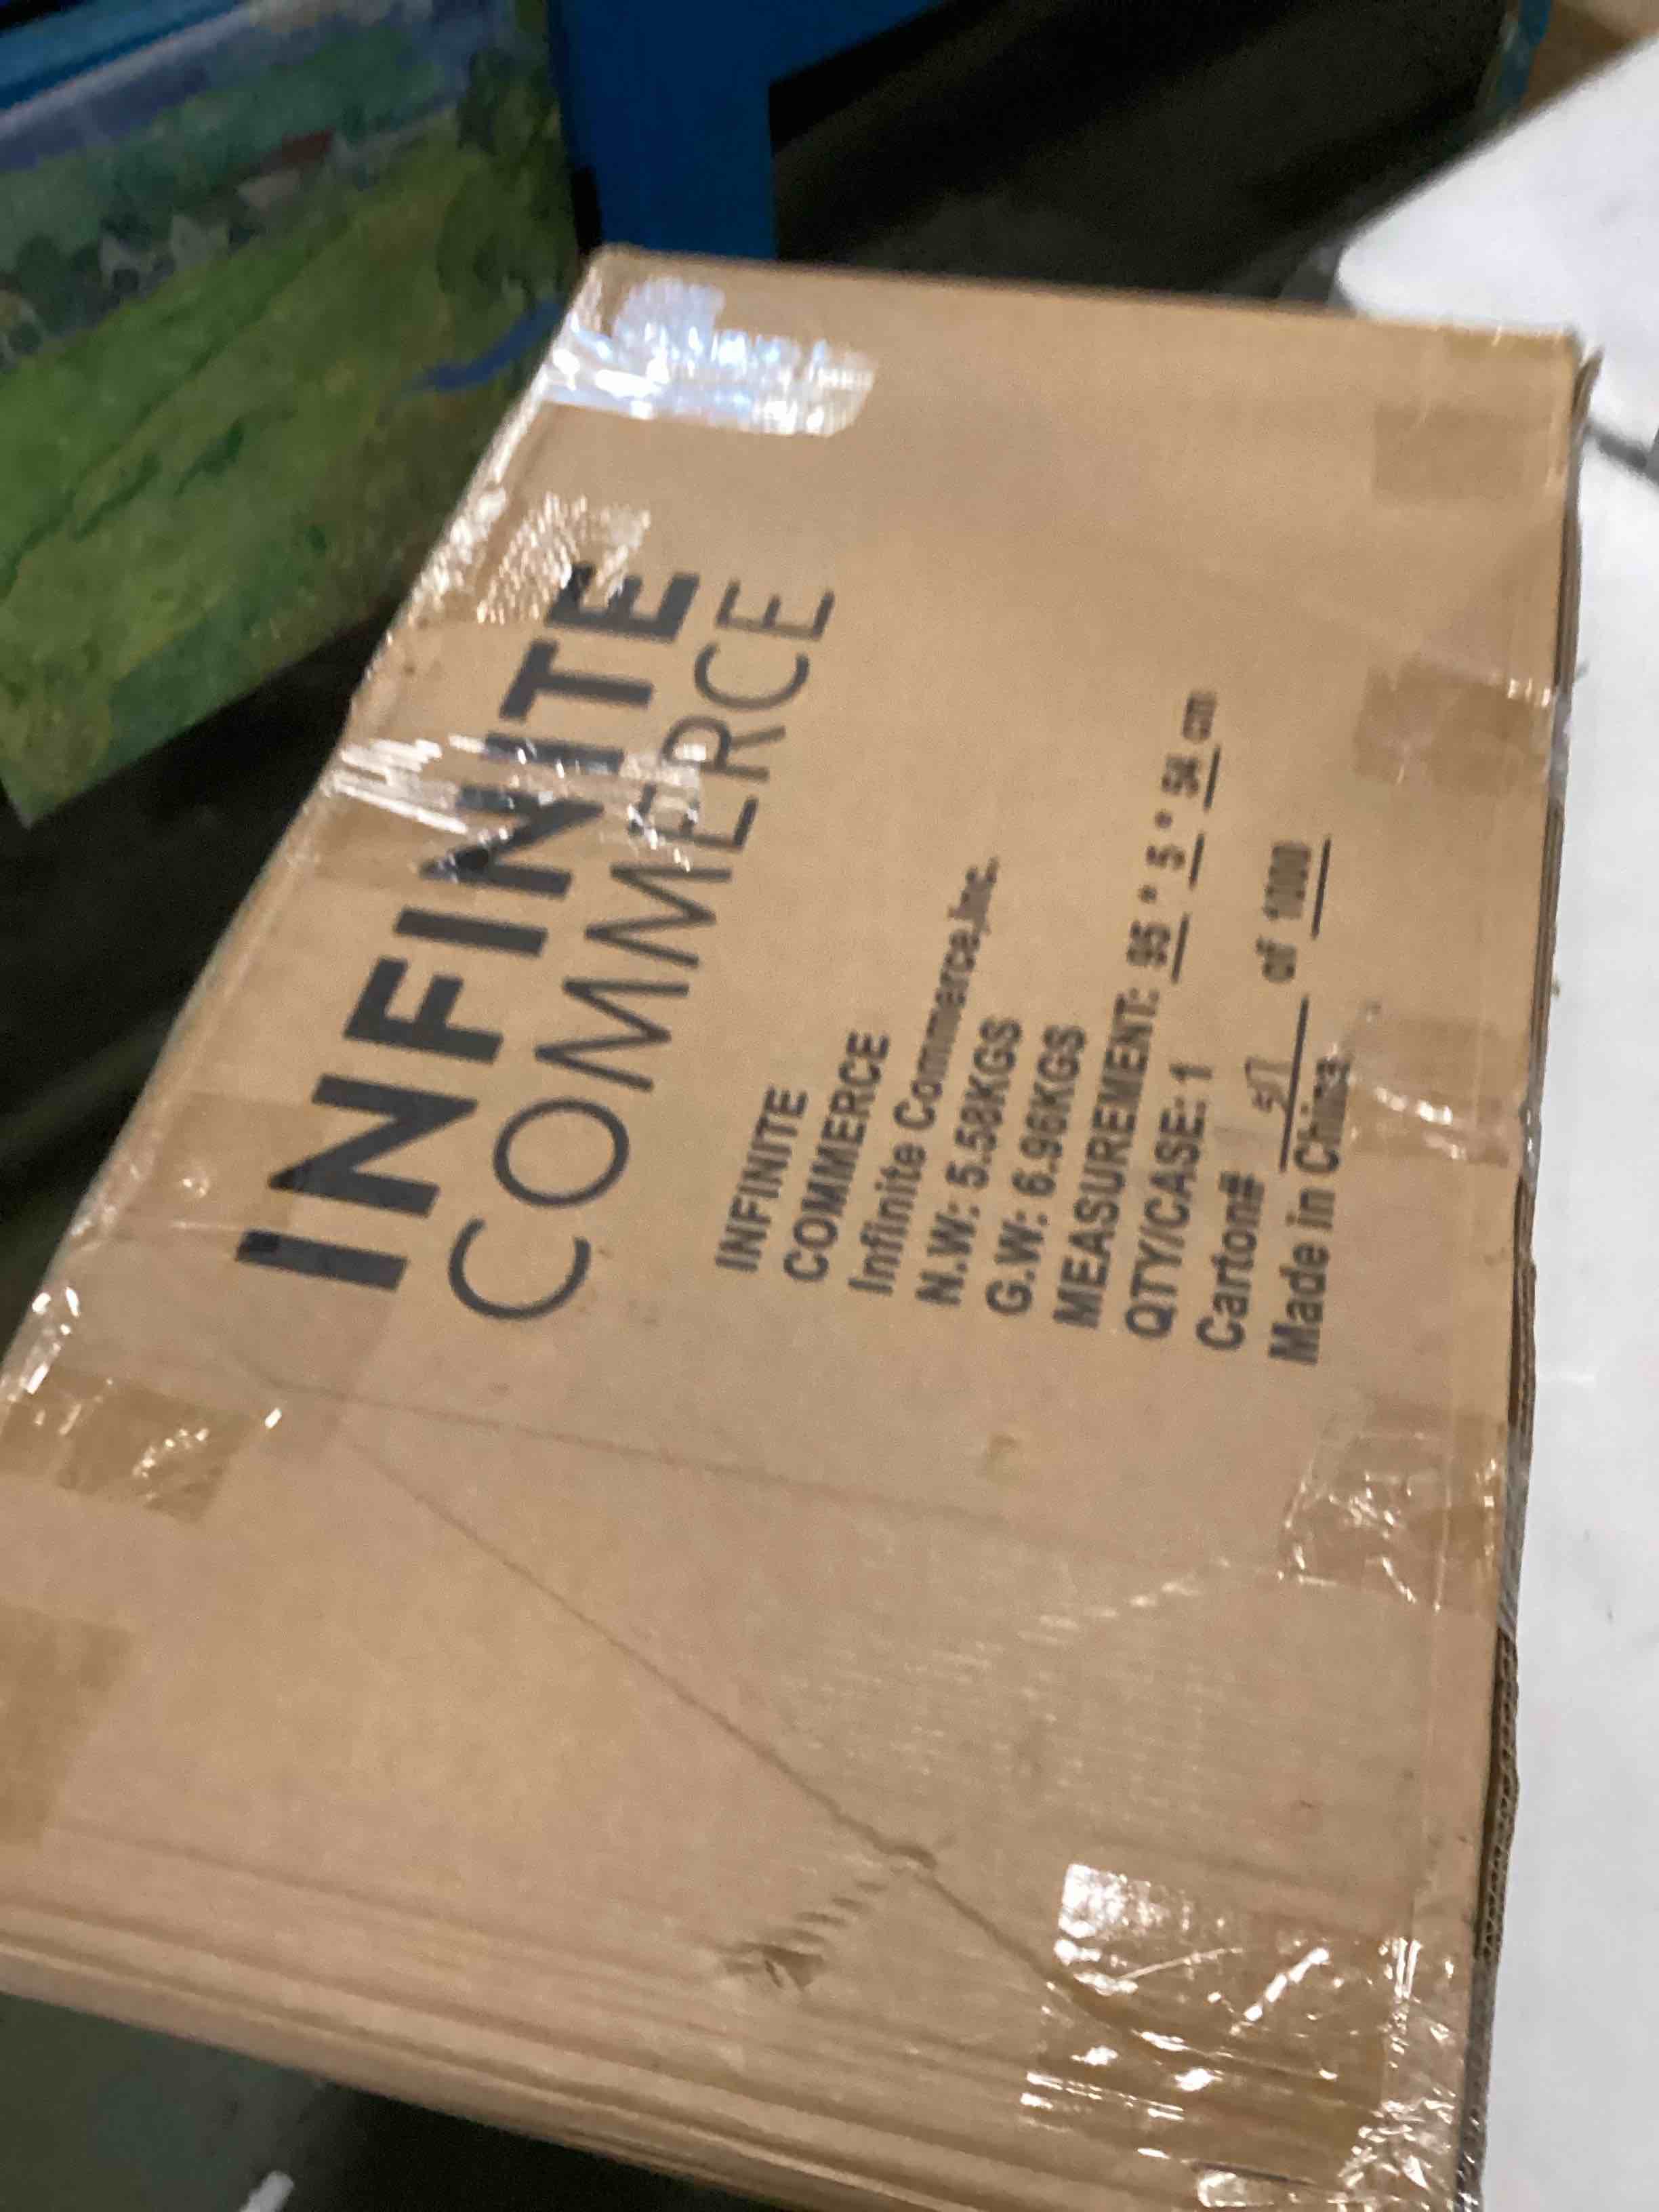 INFINITE
COMMERCE
INFINITE
COMMERCE
Infinite Commerce,Inc.
N.W: 5.58KGS
G.W: 6.96KGS
MEASUREMENT: 95 * 5 * 54 cm
QTY/CASE: 1
Carton# of 1000
Made in China